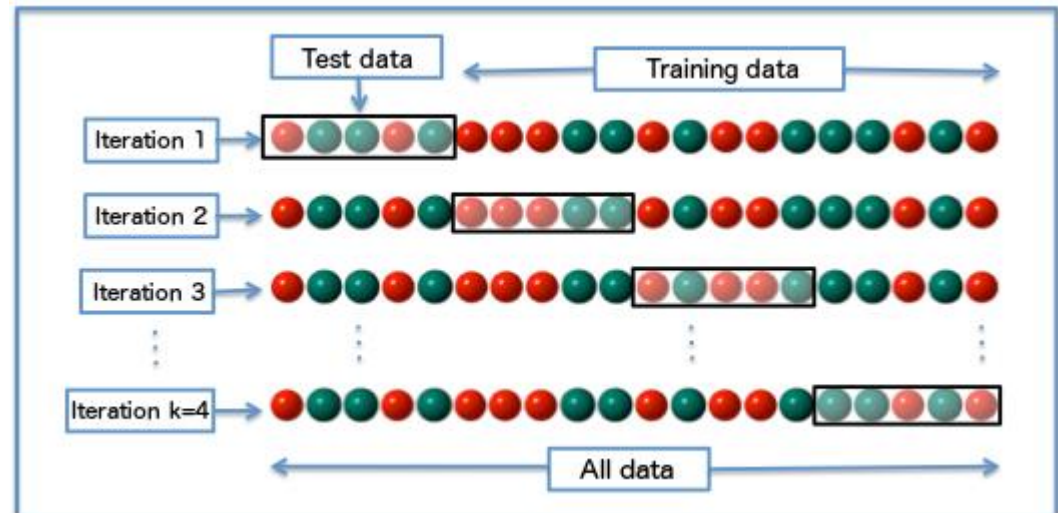 Test data
Training data
Iteration 1
Iteration 2
Iteration 3
Iteration k=4
All data